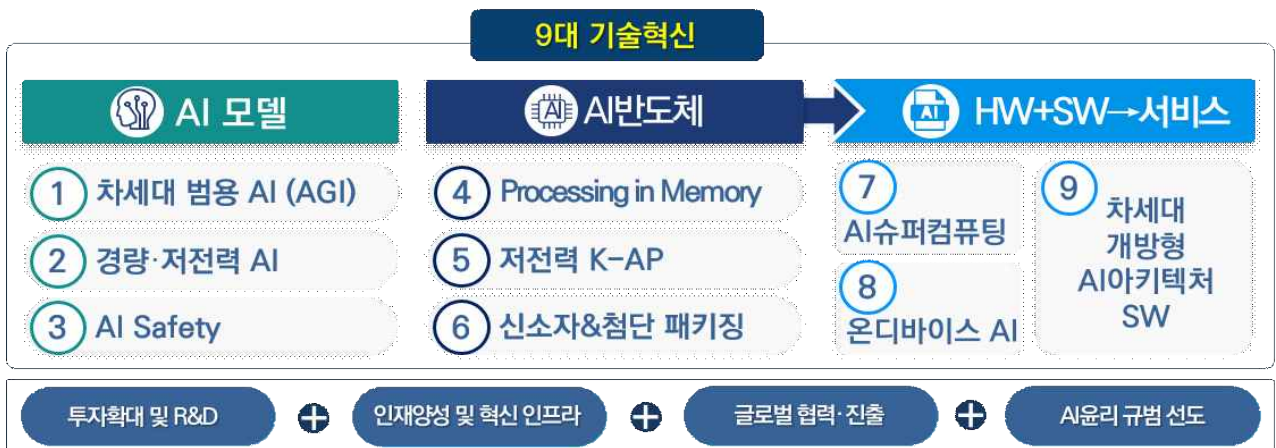 9대 기술혁신
AI 모델
1 차세대 범용 AI (AGI)
2 경량·저전력 AI
3 AI Safety
AI AI반도체
4 Processing in Memory
5 저전력 K-AP
6 신소자&첨단 패키징
AI HW+SW→서비스
7
AI슈퍼컴퓨팅
8
온디바이스 AI
9
차세대
개방형
AI아키텍처
SW
투자확대 및 R&D + 인재양성 및 혁신 인프라 + 글로벌 협력·진출 + AI윤리 규범 선도